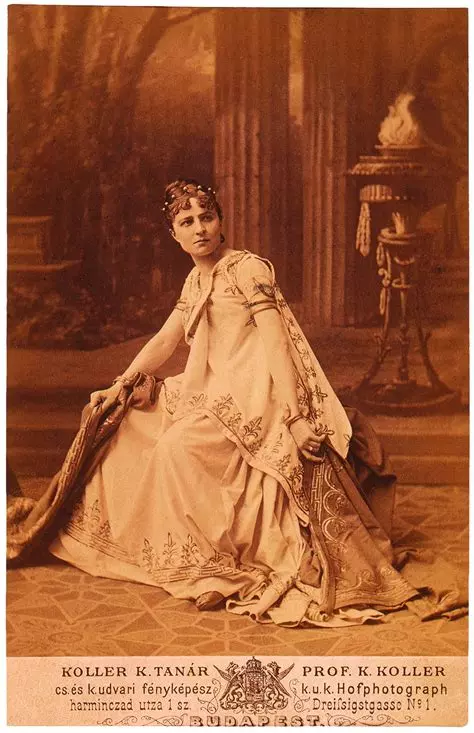 KOLLER K. TANÁR PROF. K. KOLLER
cs. és k. udvari fényképész k. u. k. Hofphotograph
harminczad utza 1 sz. Dreiſsigstgasse Nº 1.
BUDAPEST.